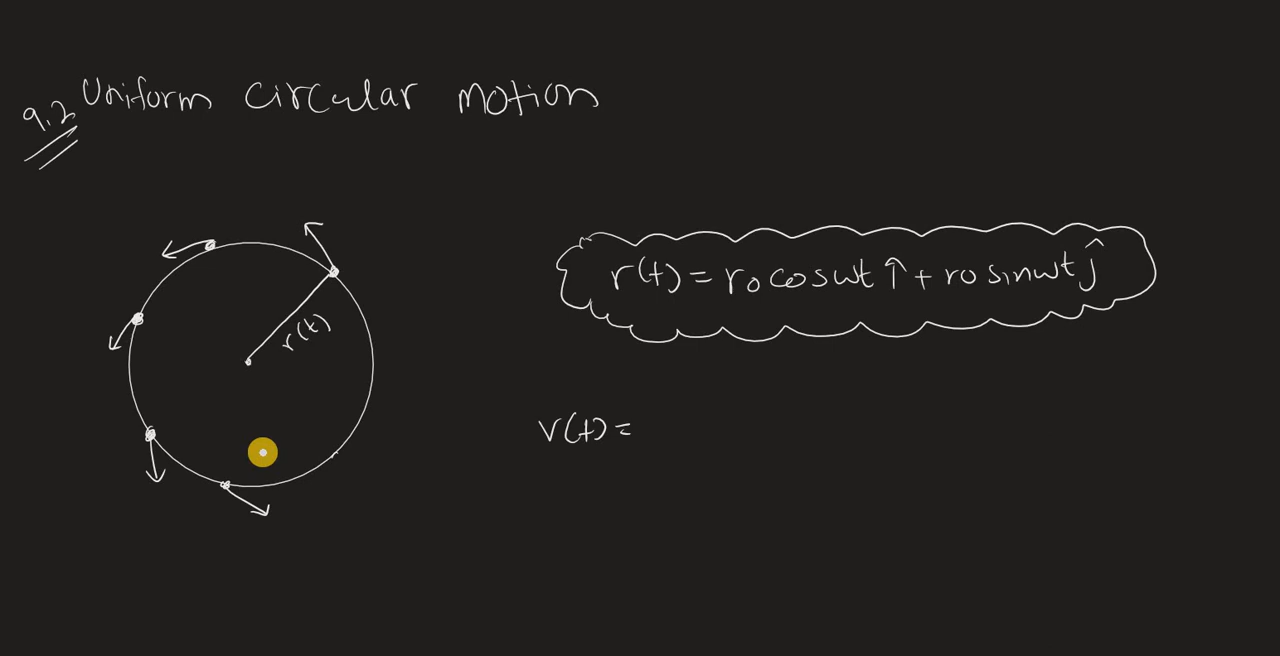 9.2 Uniform circular motion
r(t) = r₀ cos wt î + r₀ sin wt ĵ
r(t)
v(t) =